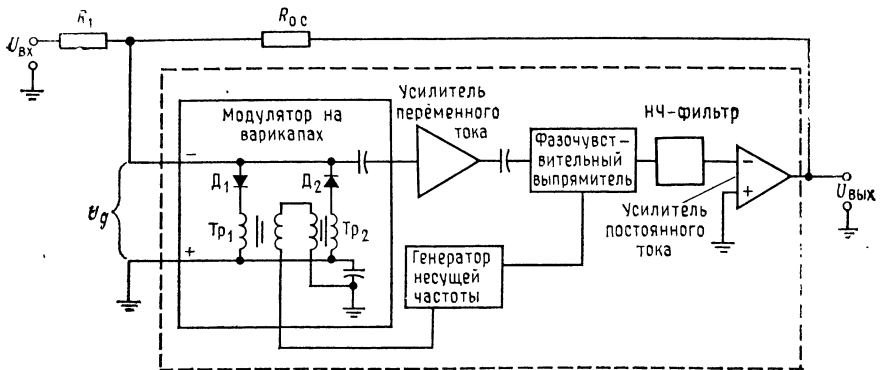 R₁
Rос
Uвх
Модулятор на
варикапах
Усилитель
переменного
тока
НЧ-фильтр
Фазочувст-
вительный
выпрямитель
−
Д₁
Д₂
−
+
Uвых
Ug
Тр₁
Тр₂
Усилитель
постоянного
тока
+
Генератор
несущей
частоты